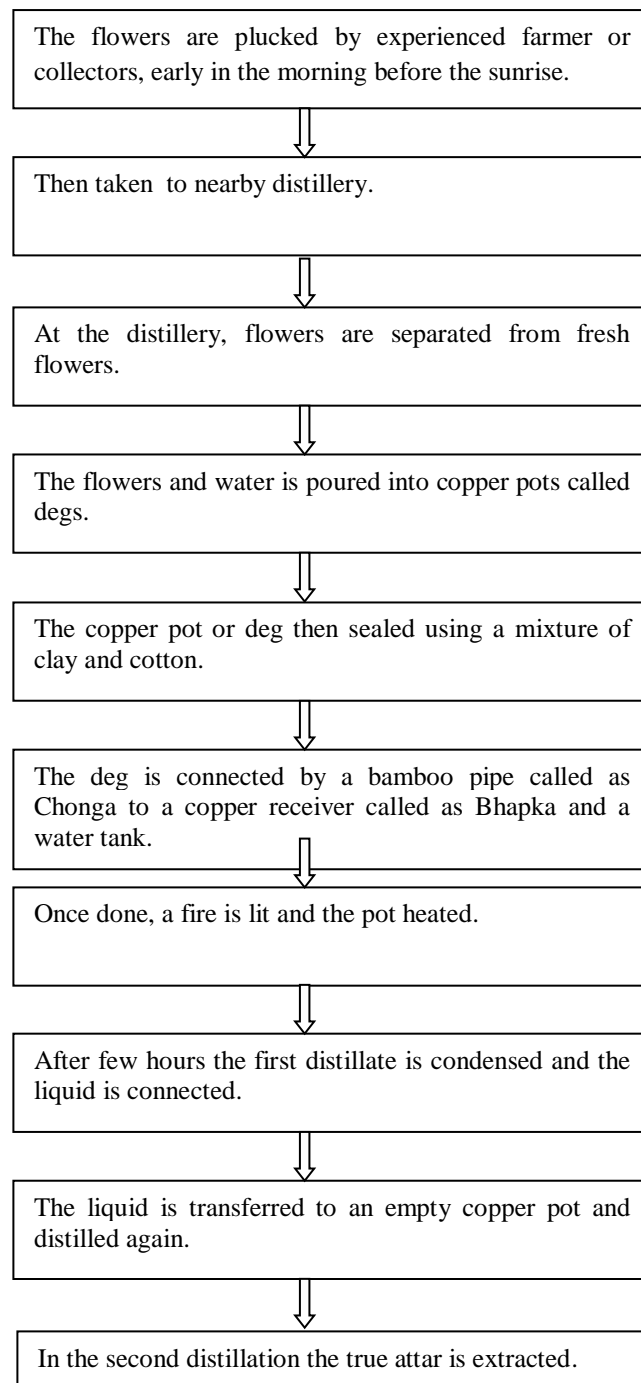 The flowers are plucked by experienced farmer or
collectors, early in the morning before the sunrise.
Then taken to nearby distillery.
At the distillery, flowers are separated from fresh
flowers.
The flowers and water is poured into copper pots called
degs.
The copper pot or deg then sealed using a mixture of
clay and cotton.
The deg is connected by a bamboo pipe called as
Chonga to a copper receiver called as Bhapka and a
water tank.
Once done, a fire is lit and the pot heated.
After few hours the first distillate is condensed and the
liquid is connected.
The liquid is transferred to an empty copper pot and
distilled again.
In the second distillation the true attar is extracted.